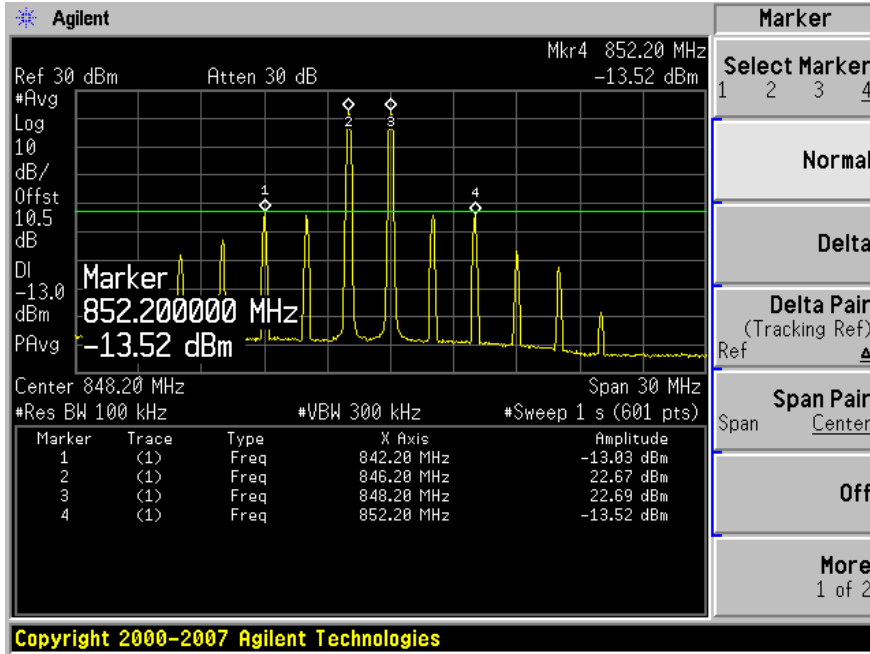 Agilent
Marker
Mkr4 852.20 MHz
Ref 30 dBm Atten 30 dB -13.52 dBm
#Avg
Log
10
dB/
Offst
10.5
dB
DI
-13.0
dBm
PAvg
1
2
3
4
Marker
852.200000 MHz
-13.52 dBm
Center 848.20 MHz Span 30 MHz
#Res BW 100 kHz #VBW 300 kHz #Sweep 1 s (601 pts)
Marker Trace Type X Axis Amplitude
1 (1) Freq 842.20 MHz -13.03 dBm
2 (1) Freq 846.20 MHz 22.67 dBm
3 (1) Freq 848.20 MHz 22.69 dBm
4 (1) Freq 852.20 MHz -13.52 dBm
Select Marker
1 2 3 4
Normal
Delta
Delta Pair
(Tracking Ref)
Ref Δ
Span Pair
Span Center
Off
More
1 of 2
Copyright 2000-2007 Agilent Technologies